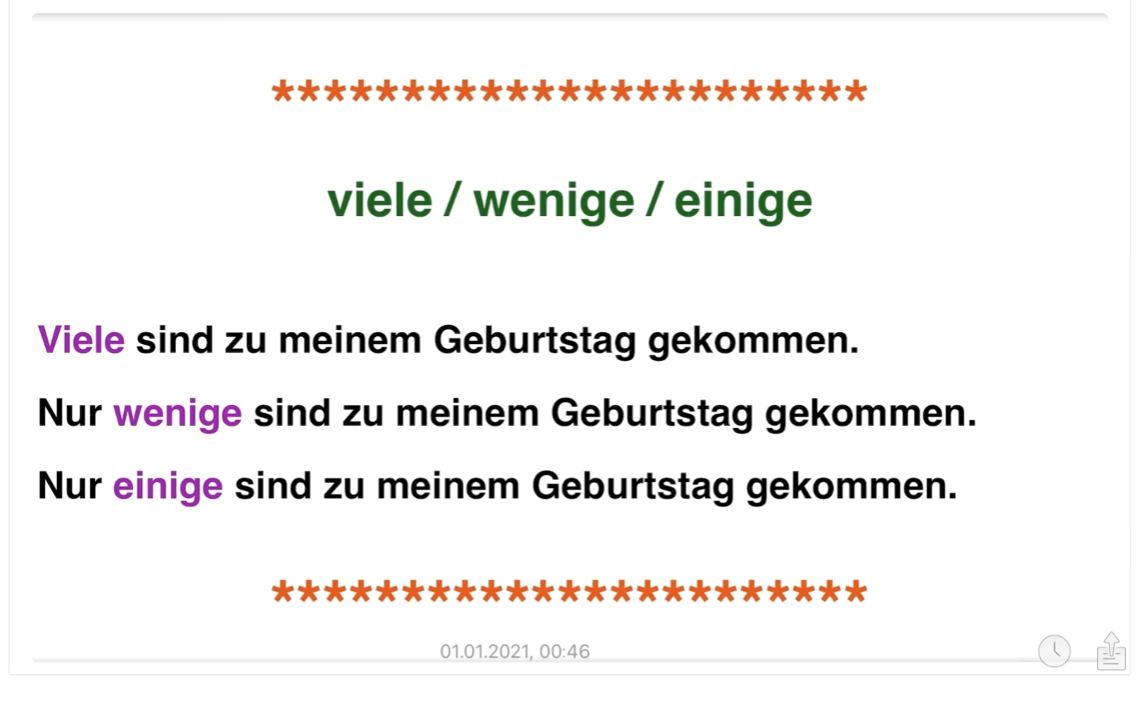 ***********************
viele / wenige / einige
Viele sind zu meinem Geburtstag gekommen.
Nur wenige sind zu meinem Geburtstag gekommen.
Nur einige sind zu meinem Geburtstag gekommen.
***********************
01.01.2021, 00:46